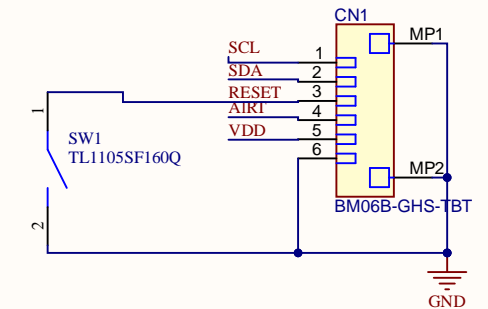 CN1
MP1
SCL
1
SDA
2
RESET
3
AIRT
4
VDD
5
6
1
SW1
TL1105SF160Q
MP2
BM06B-GHS-TBT
2
GND